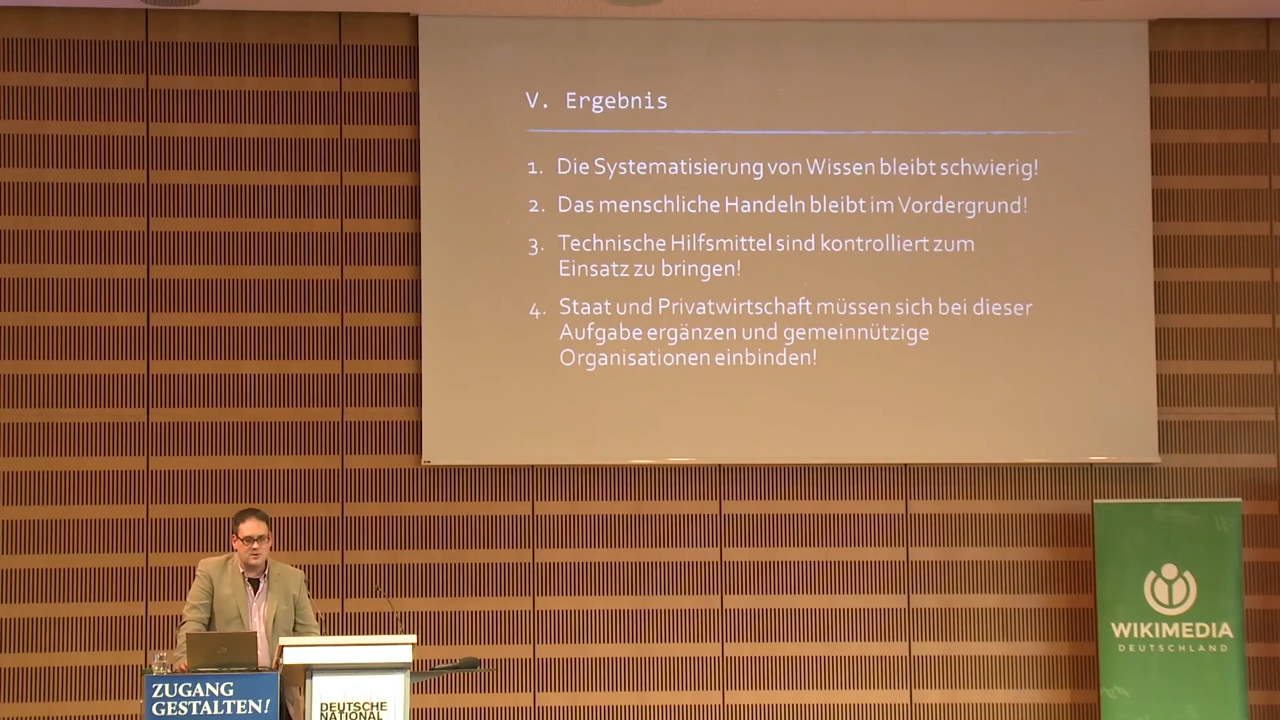 V. Ergebnis
1. Die Systematisierung von Wissen bleibt schwierig!
2. Das menschliche Handeln bleibt im Vordergrund!
3. Technische Hilfsmittel sind kontrolliert zum
Einsatz zu bringen!
4. Staat und Privatwirtschaft müssen sich bei dieser
Aufgabe ergänzen und gemeinnützige
Organisationen einbinden!
WIKIMEDIA
DEUTSCHLAND
ZUGANG
GESTALTEN!
DEUTSCHE
NATIONAL